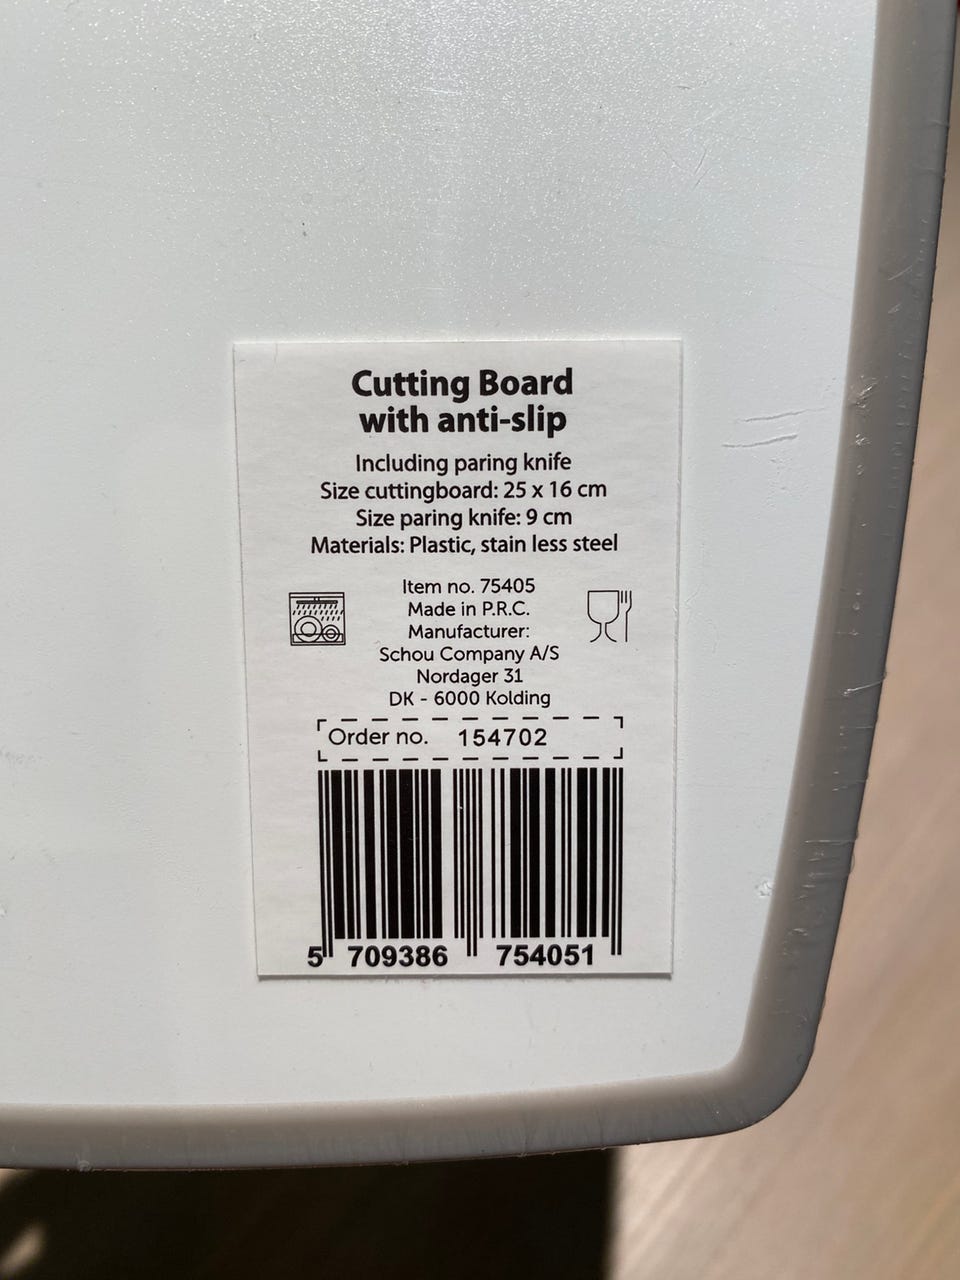 Cutting Board
with anti-slip
Including paring knife
Size cuttingboard: 25 x 16 cm
Size paring knife: 9 cm
Materials: Plastic, stain less steel
Item no. 75405
Made in P.R.C.
Manufacturer:
Schou Company A/S
Nordager 31
DK - 6000 Kolding
Order no. 154702
5 709386 754051